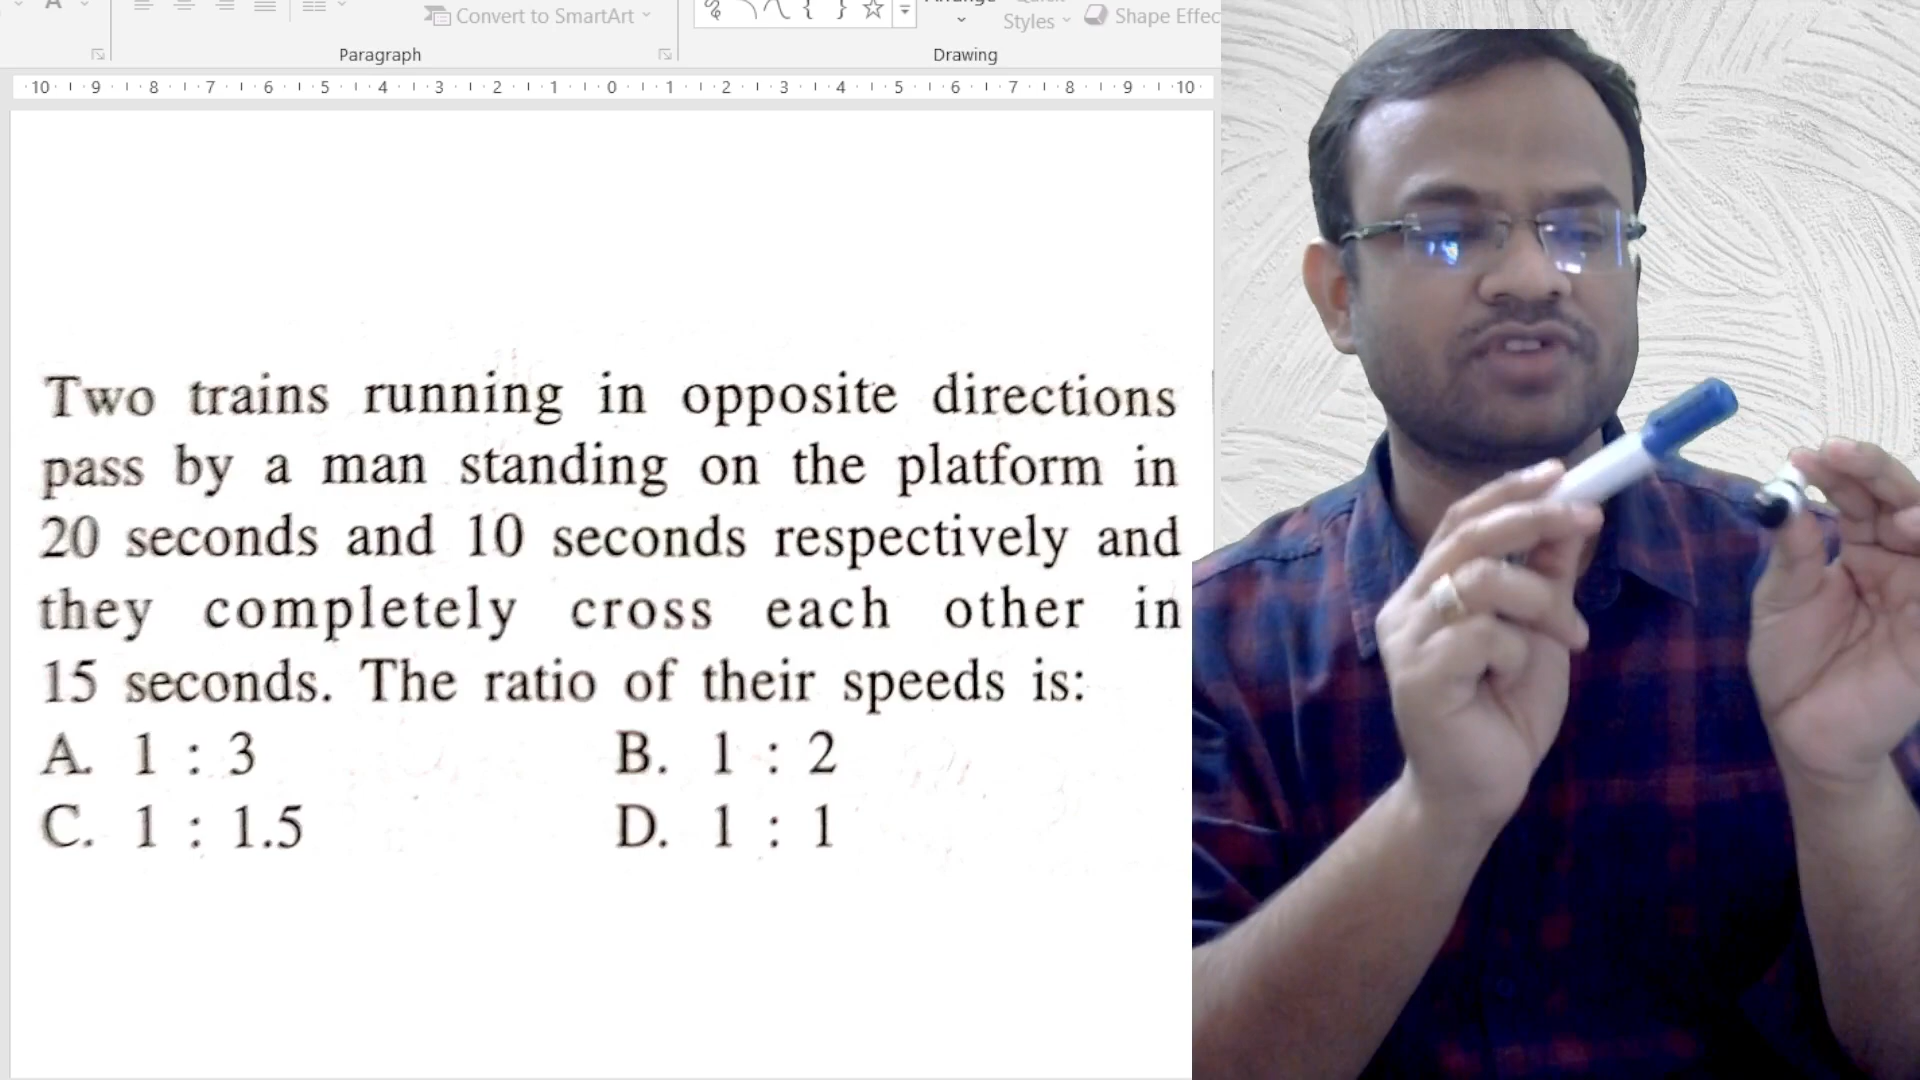 Convert to SmartArt
Styles
Shape Effec
Paragraph
Drawing
10 9 8 7 6 5 4 3 2 1 0 1 2 3 4 5 6 7 8 9 10
Two trains running in opposite directions
pass by a man standing on the platform in
20 seconds and 10 seconds respectively and
they completely cross each other in
15 seconds. The ratio of their speeds is:
A. 1 : 3 B. 1 : 2
C. 1 : 1.5 D. 1 : 1